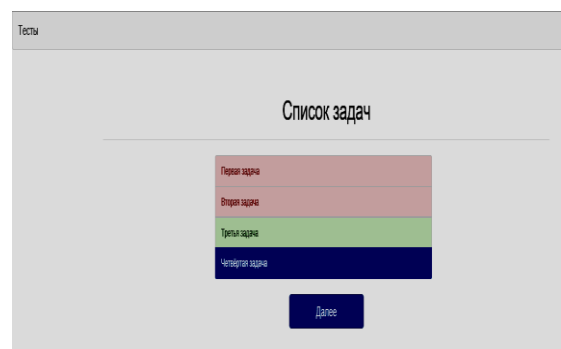 Тесты
Список задач
Первая задача
Вторая задача
Третья задача
Четвёртая задача
Далее